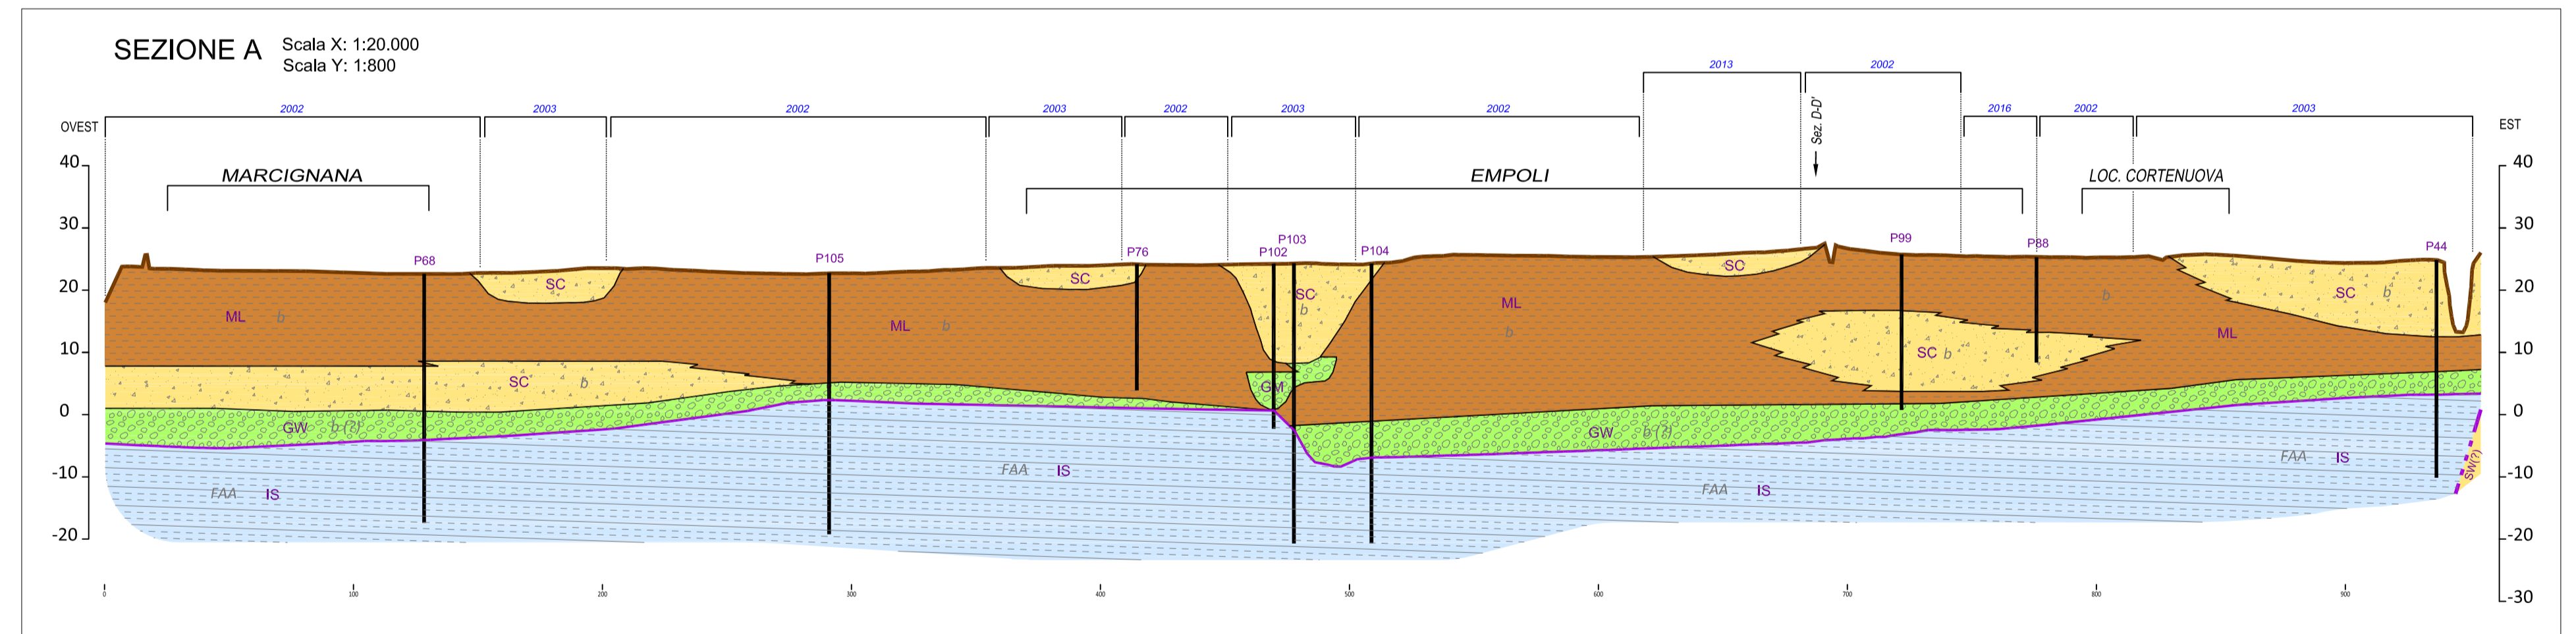 SEZIONE A
Scala X: 1:20.000
Scala Y: 1:800
2013 2002
2002 2003 2002 2003 2002 2003 2002 2016 2002 2003
OVEST
EST
Sez. D-D'
40
40
MARCIGNANA
EMPOLI
LOC. CORTENUOVA
30
30
P68 P105 P76 P102 P103 P104 P99 P88 P44
20
20
SC SC SC b SC SC b
ML b ML b ML b b ML
10
10
SC b GM SC b
0
0
GW b (?) GW b (?)
-10
-10
FAA IS FAA IS FAA IS FAA IS SW(?)
-20
-20
-30
0 100 200 300 400 500 600 700 800 900